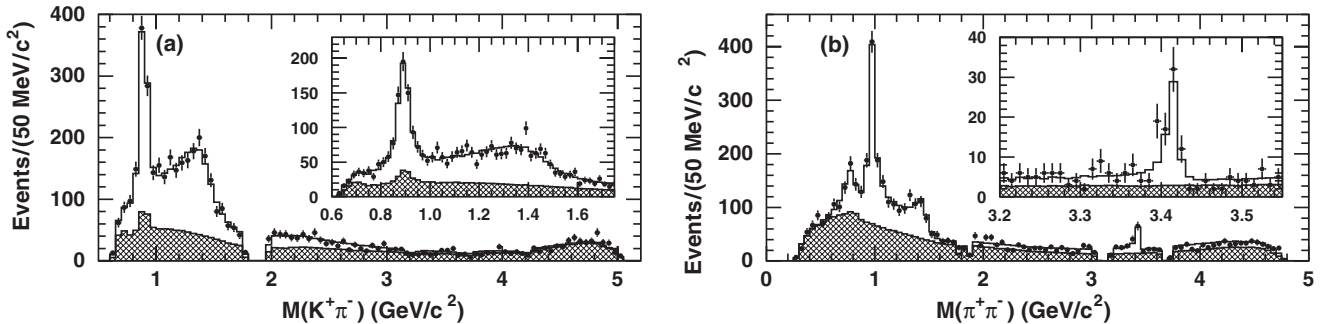 Events/(50 MeV/c²)
400
300
200
100
0
(a)
200
150
100
50
0
0.6 0.8 1.0 1.2 1.4 1.6
1 2 3 4 5
M(K⁺π⁻) (GeV/c²)
Events/(50 MeV/c ²)
400
300
200
100
0
(b)
40
30
20
10
0
3.2 3.3 3.4 3.5
0 1 2 3 4 5
M(π⁺π⁻) (GeV/c²)